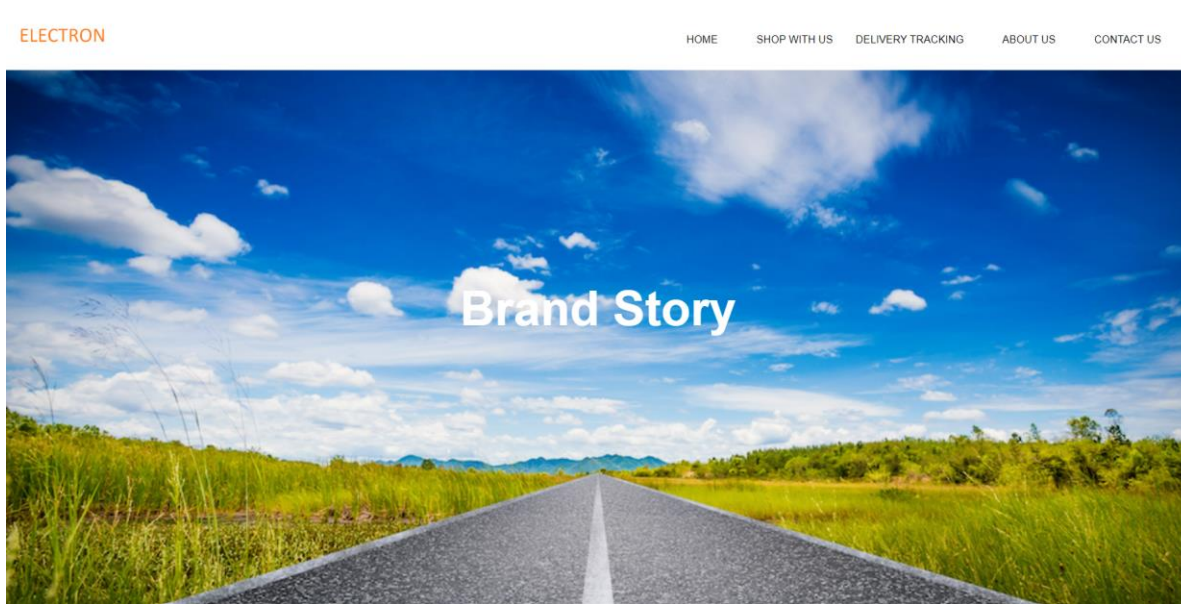 ELECTRON
HOME SHOP WITH US DELIVERY TRACKING ABOUT US CONTACT US
Brand Story